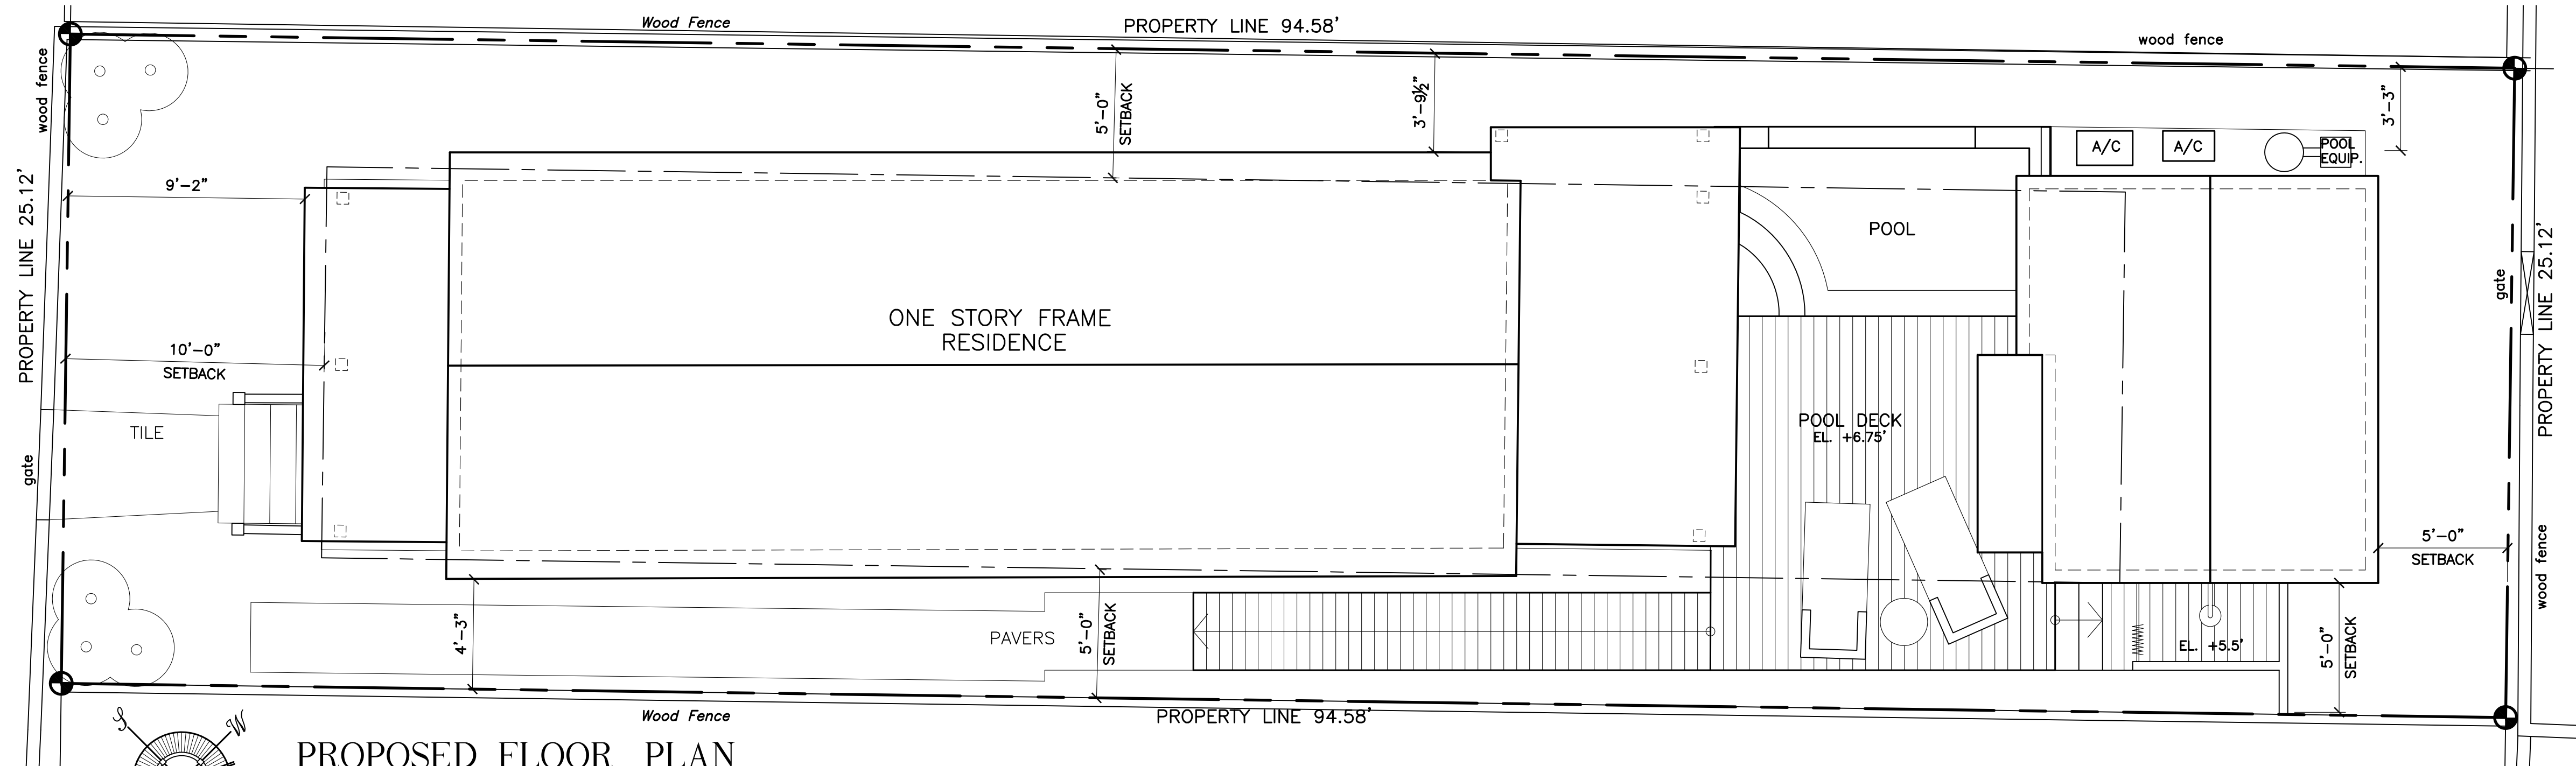 Wood Fence
PROPERTY LINE 94.58'
wood fence
wood fence
5'-0"
SETBACK
3'-9½"
3'-3"
A/C
A/C
POOL
EQUIP.
9'-2"
PROPERTY LINE 25.12'
POOL
gate
PROPERTY LINE 25.12'
ONE STORY FRAME
RESIDENCE
10'-0"
SETBACK
TILE
gate
POOL DECK
EL. +6.75'
5'-0"
SETBACK
wood fence
4'-3"
PAVERS
5'-0"
SETBACK
EL. +5.5'
5'-0"
SETBACK
Wood Fence
PROPERTY LINE 94.58'
S
W
PROPOSED FLOOR PLAN